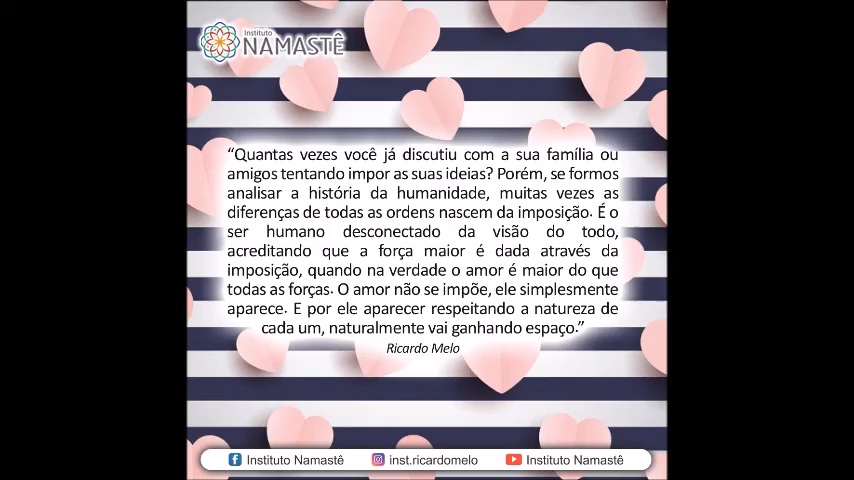 Instituto
NAMASTÊ
“Quantas vezes você já discutiu com a sua família ou
amigos tentando impor as suas ideias? Porém, se formos
analisar a história da humanidade, muitas vezes as
diferenças de todas as ordens nascem da imposição. É o
ser humano desconectado da visão do todo,
acreditando que a força maior é dada através da
imposição, quando na verdade o amor é maior do que
todas as forças. O amor não se impõe, ele simplesmente
aparece. E por ele aparecer respeitando a natureza de
cada um, naturalmente vai ganhando espaço.”
Ricardo Melo
Instituto Namastê inst.ricardomelo Instituto Namastê